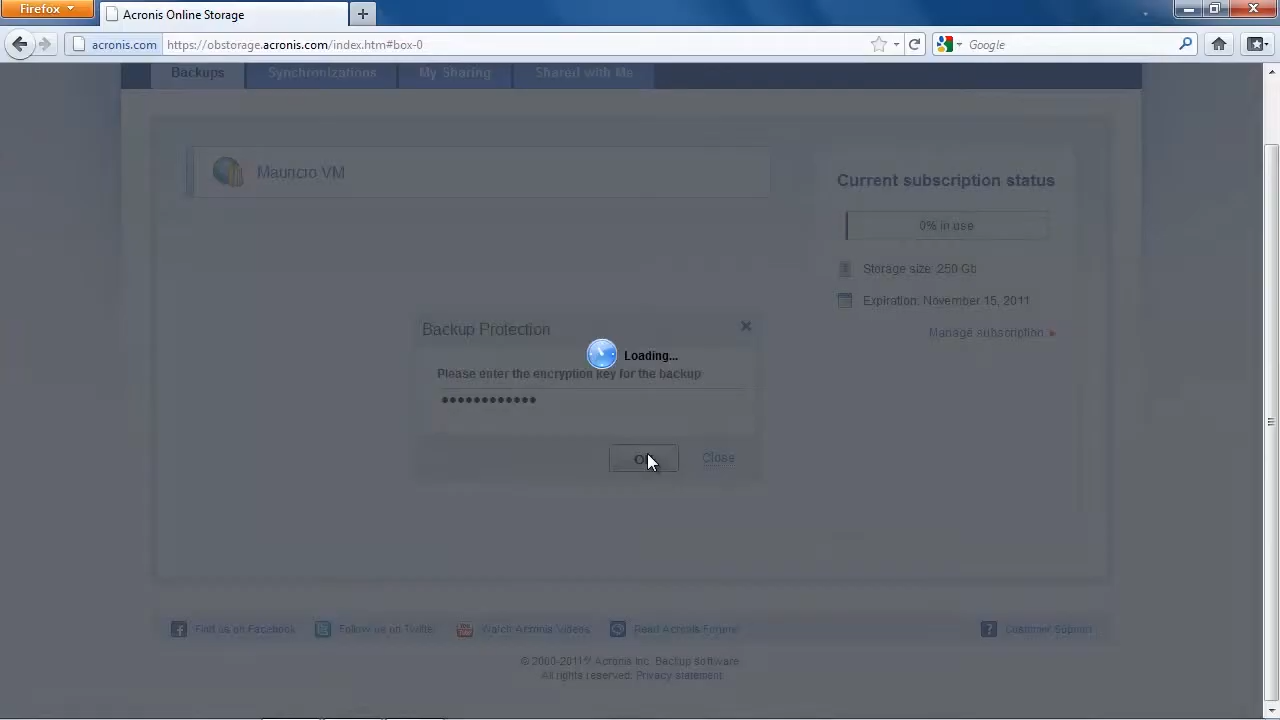 Firefox
Acronis Online Storage
acronis.com
https://obstorage.acronis.com/index.htm#box-0
Google
Backups
Synchronizations
My Sharing
Shared with Me
Mauricro VM
Current subscription status
0% in use
Storage size: 250 Gb
Expiration: November 15, 2011
Manage subscription
Backup Protection
Loading...
Please enter the encryption key for the backup
••••••••••••
Close
Find us on Facebook
Follow us on Twitter
Watch Acronis Videos
Read Acronis Forums
Customer Support
© 2000-2011 Acronis Inc. Backup software.
All rights reserved. Privacy statement